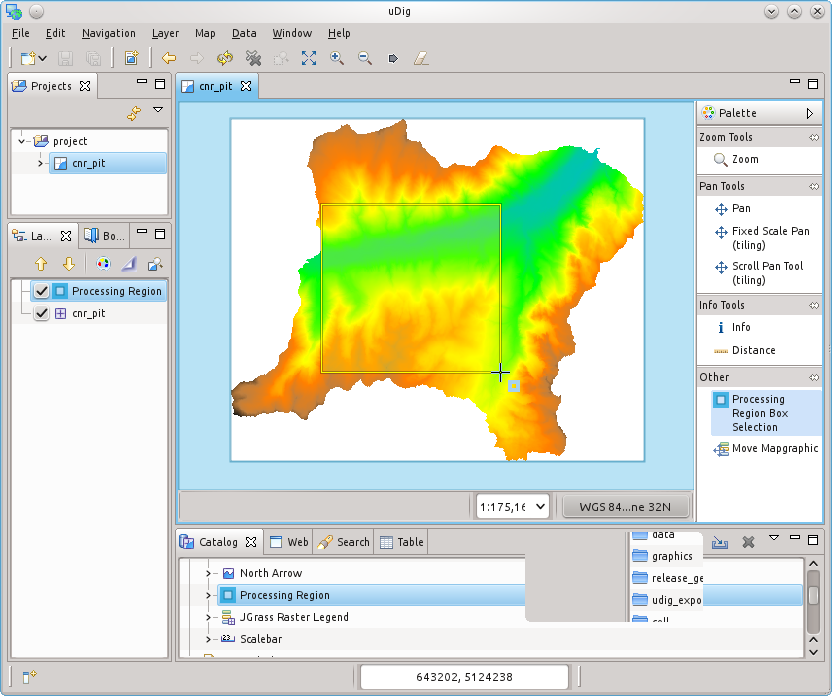 uDig
File Edit Navigation Layer Map Data Window Help
Projects
cnr_pit
Palette
project
cnr_pit
Zoom Tools
Zoom
Pan Tools
Pan
Fixed Scale Pan
(tiling)
Scroll Pan Tool
(tiling)
Info Tools
Info
Distance
Other
Processing
Region Box
Selection
Move Mapgraphic
La...
Bo...
Processing Region
cnr_pit
1:175,16
WGS 84...ne 32N
Catalog
Web
Search
Table
North Arrow
Processing Region
JGrass Raster Legend
Scalebar
data
graphics
release_ge
udig_expo
643202, 5124238